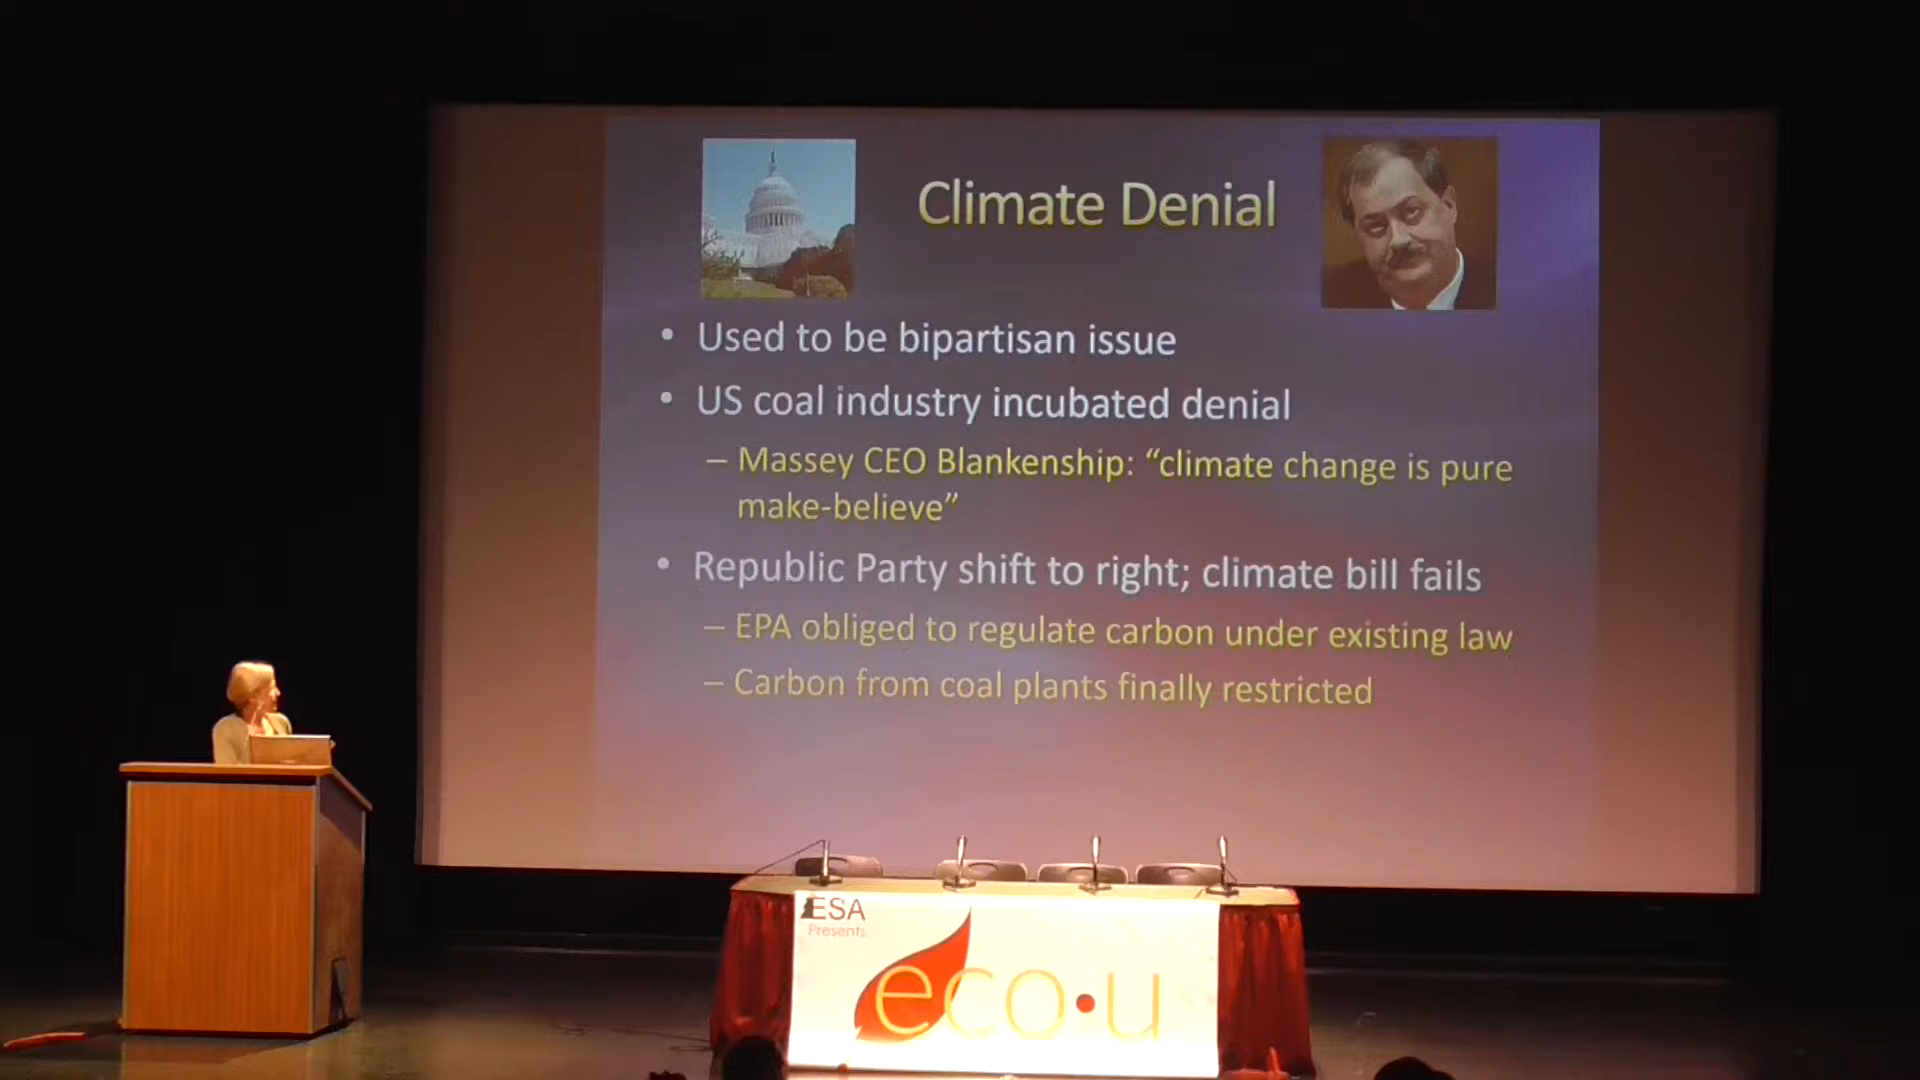 Climate Denial
• Used to be bipartisan issue
• US coal industry incubated denial
– Massey CEO Blankenship: “climate change is pure
make-believe”
• Republic Party shift to right; climate bill fails
– EPA obliged to regulate carbon under existing law
– Carbon from coal plants finally restricted
ESA
Presents
eco•u